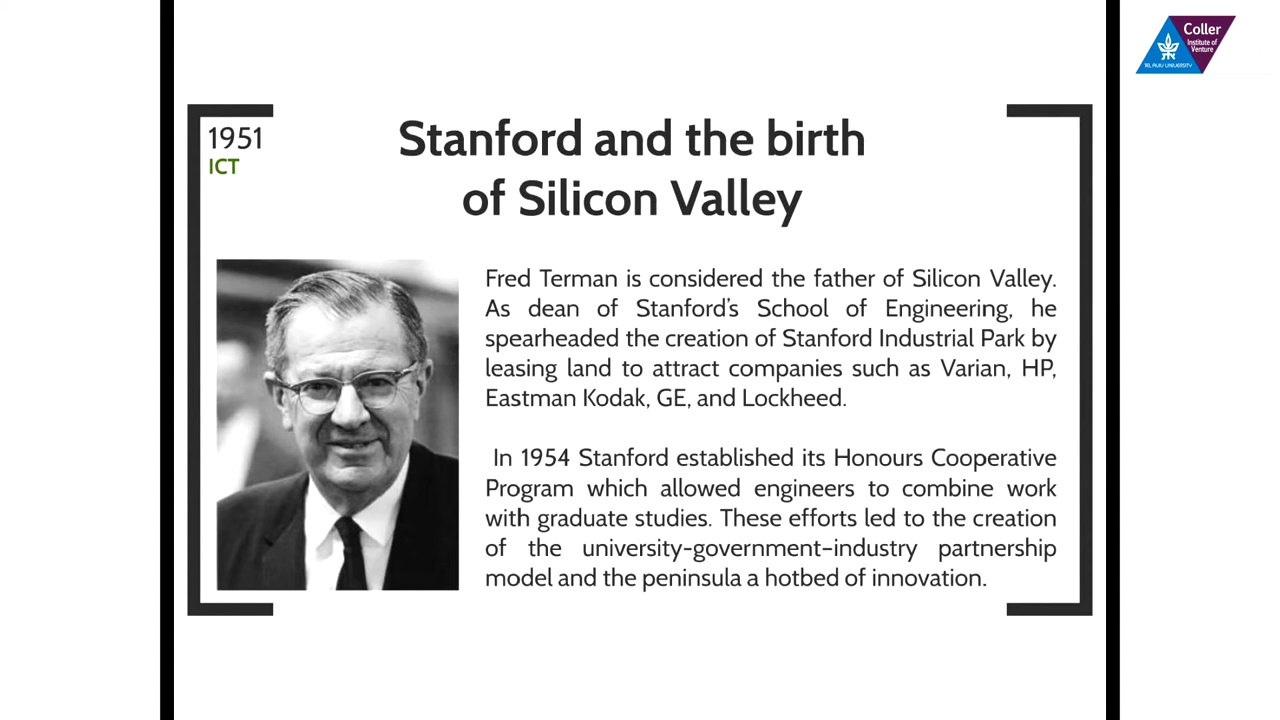 Coller
Institute of
Venture
TEL AVIV UNIVERSITY
1951
ICT
Stanford and the birth
of Silicon Valley
Fred Terman is considered the father of Silicon Valley.
As dean of Stanford's School of Engineering, he
spearheaded the creation of Stanford Industrial Park by
leasing land to attract companies such as Varian, HP,
Eastman Kodak, GE, and Lockheed.
In 1954 Stanford established its Honours Cooperative
Program which allowed engineers to combine work
with graduate studies. These efforts led to the creation
of the university-government-industry partnership
model and the peninsula a hotbed of innovation.